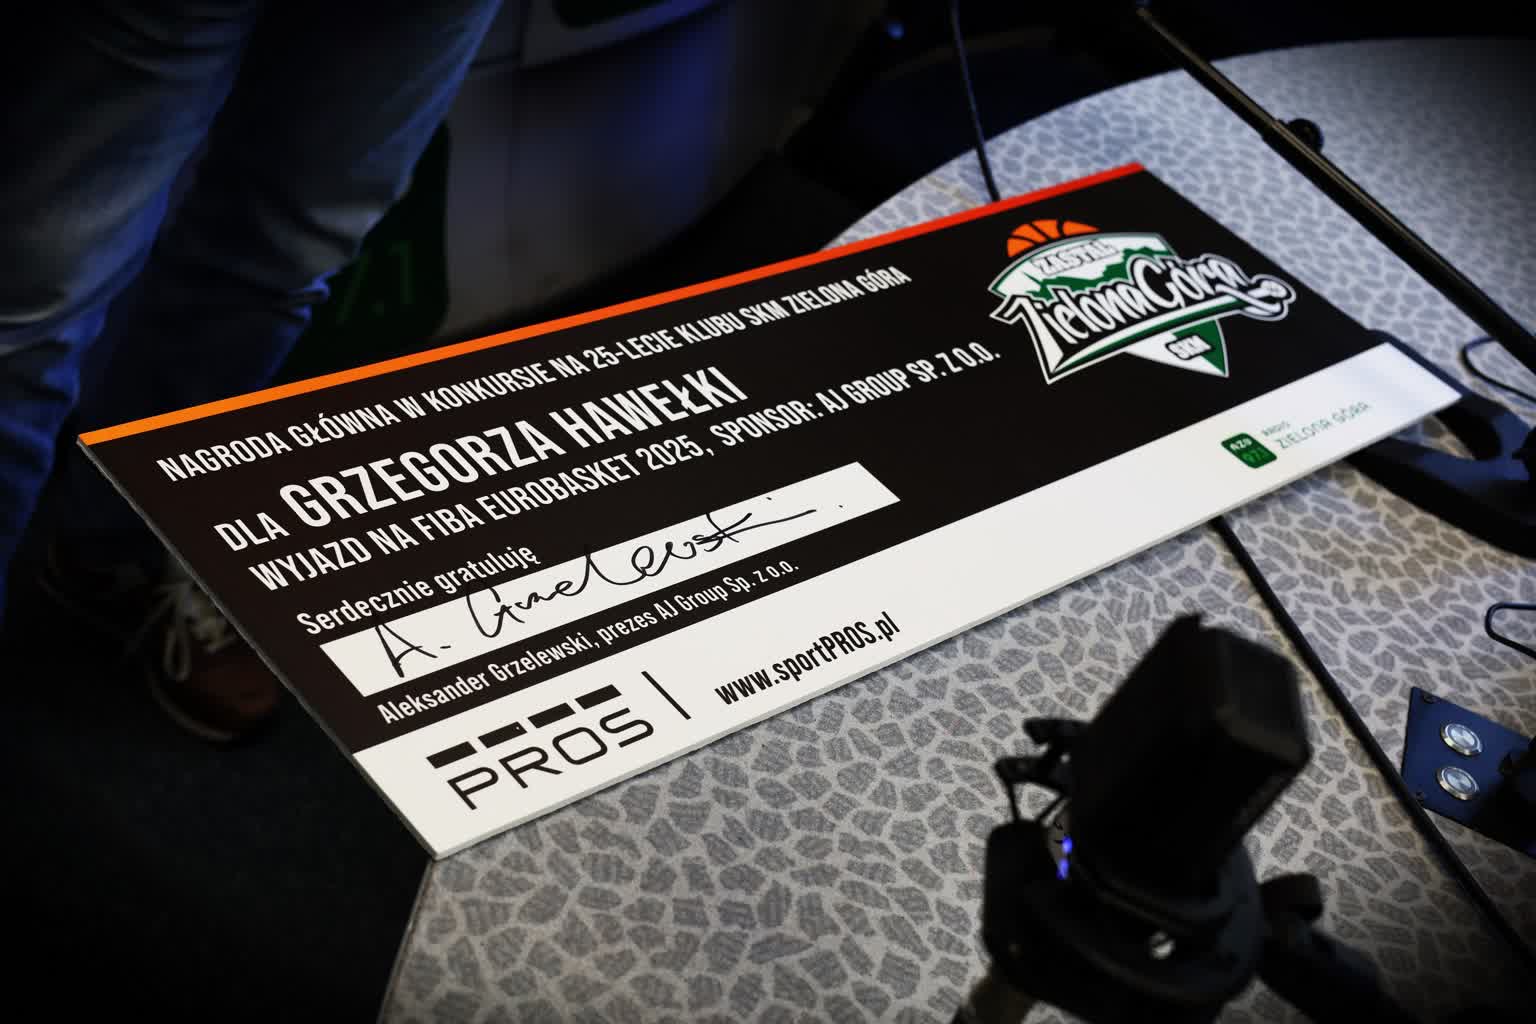 NAGRODA GŁÓWNA W KONKURSIE NA 25-LECIE KLUBU SKM ZIELONA GÓRA
DLA GRZEGORZA HAWEŁKI
WYJAZD NA FIBA EUROBASKET 2025, SPONSOR: AJ GROUP SP. Z O.O.
Serdecznie gratuluję
A. Grzelewski
Aleksander Grzelewski, prezes AJ Group Sp. z o.o.
PROS
www.sportPROS.pl
ZASTAL
Zielona Góra
SKM
RADIO
ZIELONA GÓRA